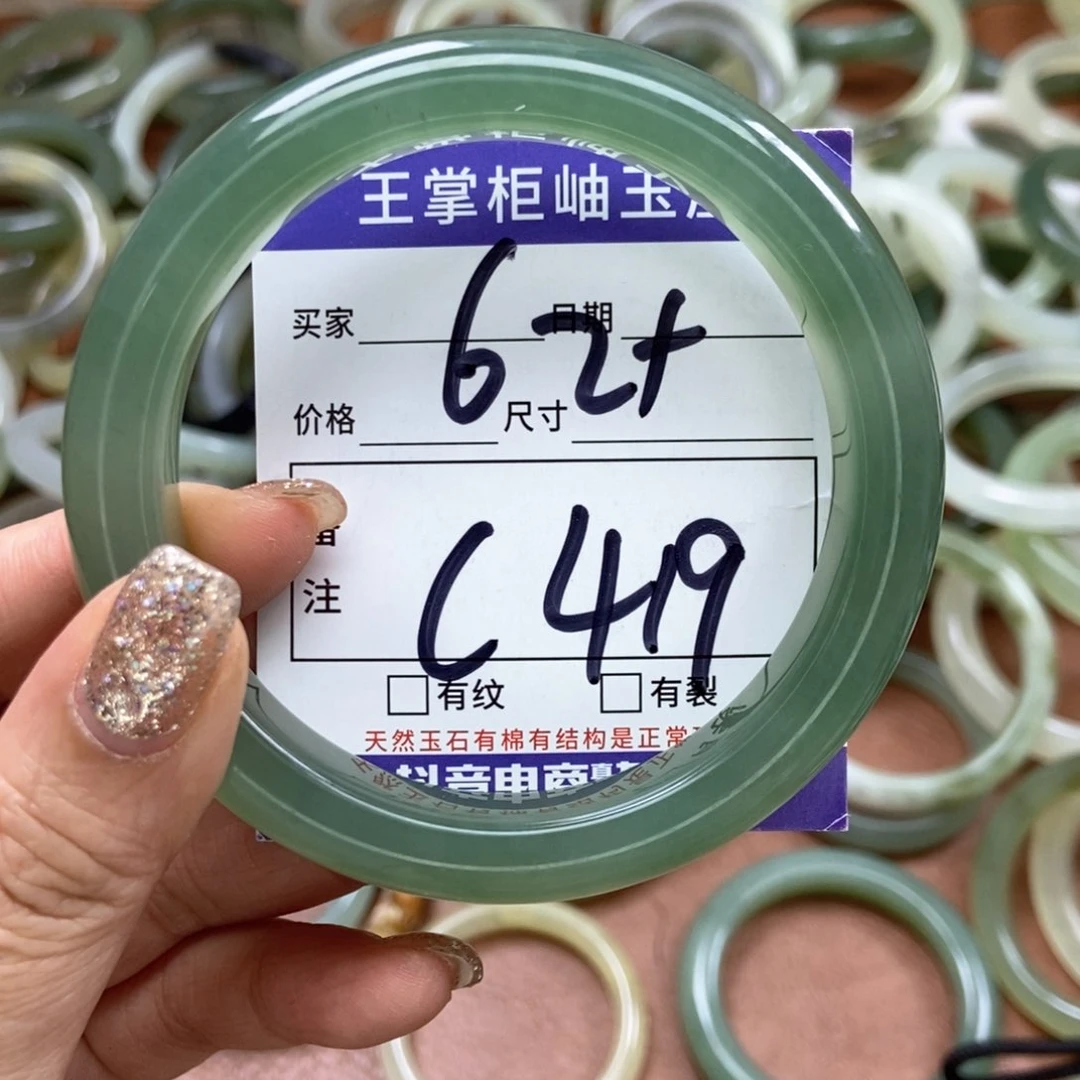 王掌柜岫玉
买家 日期
62+
价格 尺寸
备注
C419
有纹 有裂
天然玉石有棉有结构是正常
抖音电商